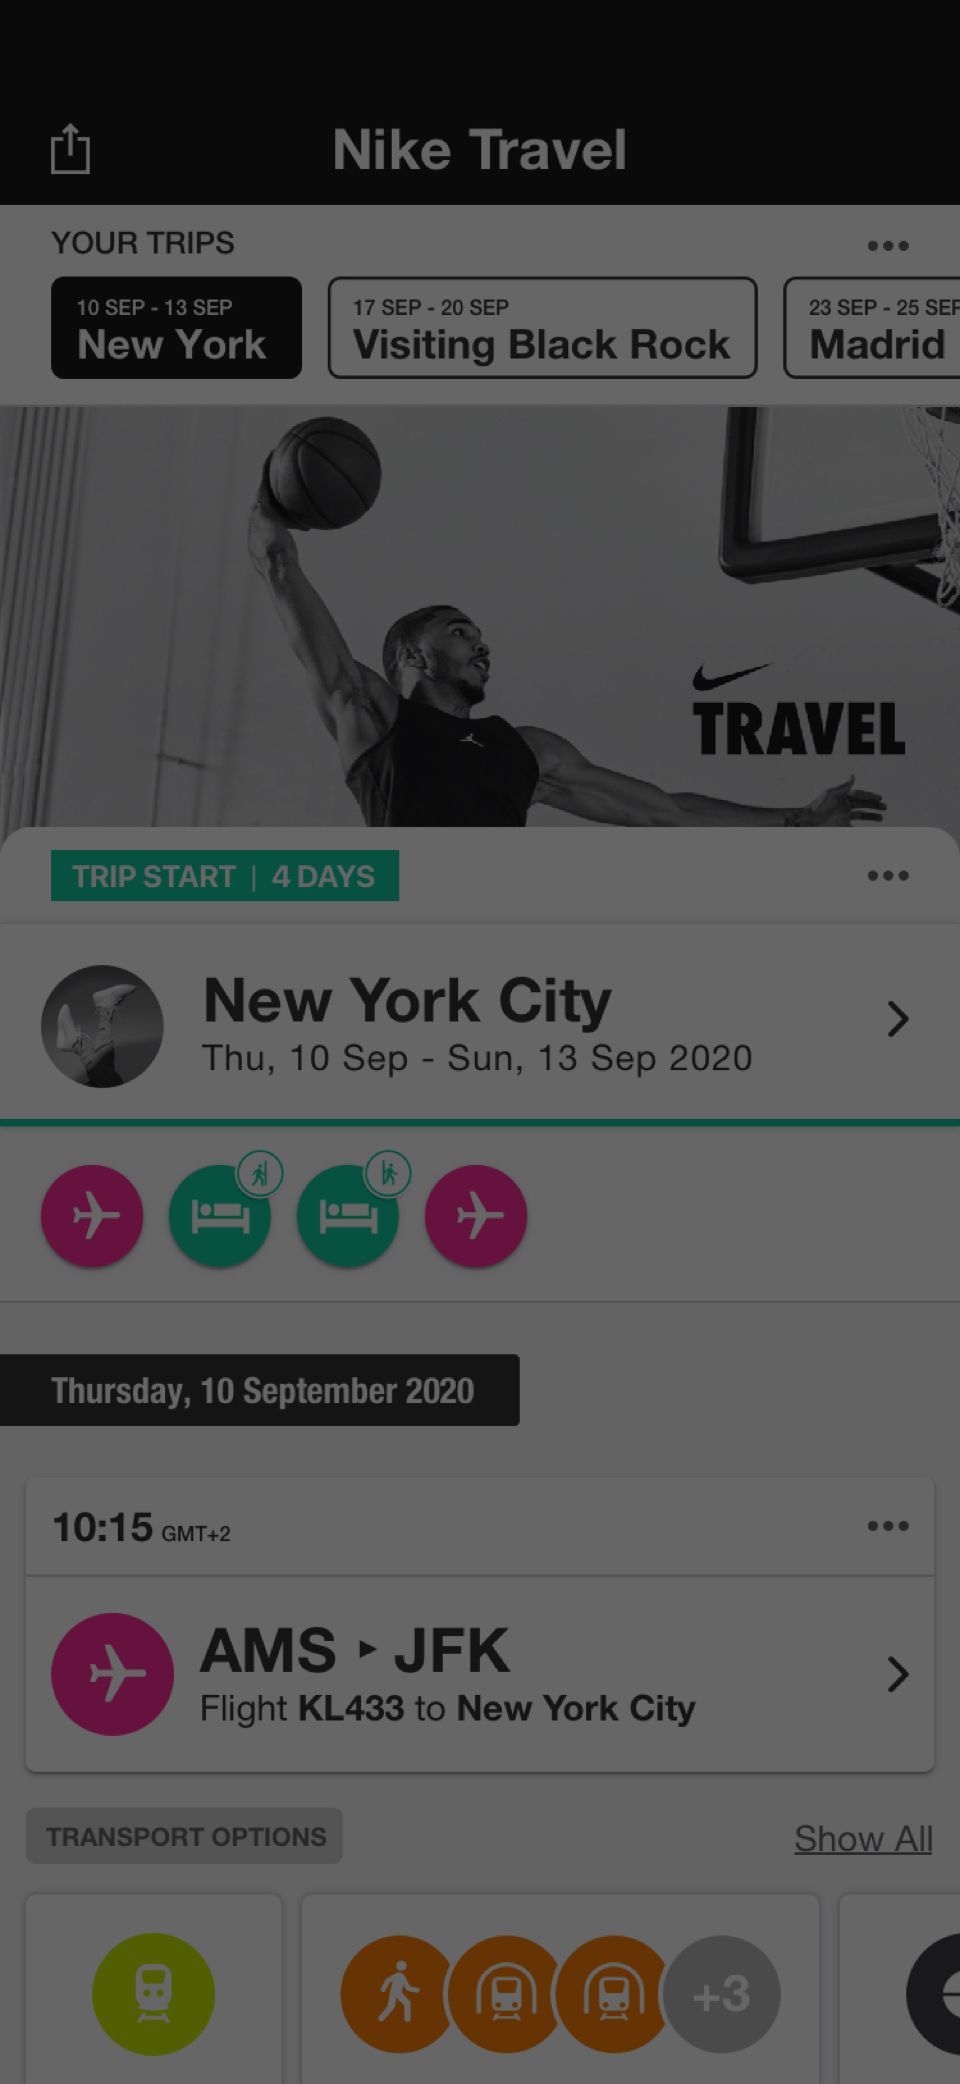 Nike Travel
YOUR TRIPS
10 SEP - 13 SEP
New York
17 SEP - 20 SEP
Visiting Black Rock
23 SEP - 25 SEP
Madrid
TRAVEL
TRIP START | 4 DAYS
New York City
Thu, 10 Sep - Sun, 13 Sep 2020
Thursday, 10 September 2020
10:15 GMT+2
AMS ▸ JFK
Flight KL433 to New York City
TRANSPORT OPTIONS
Show All
+3